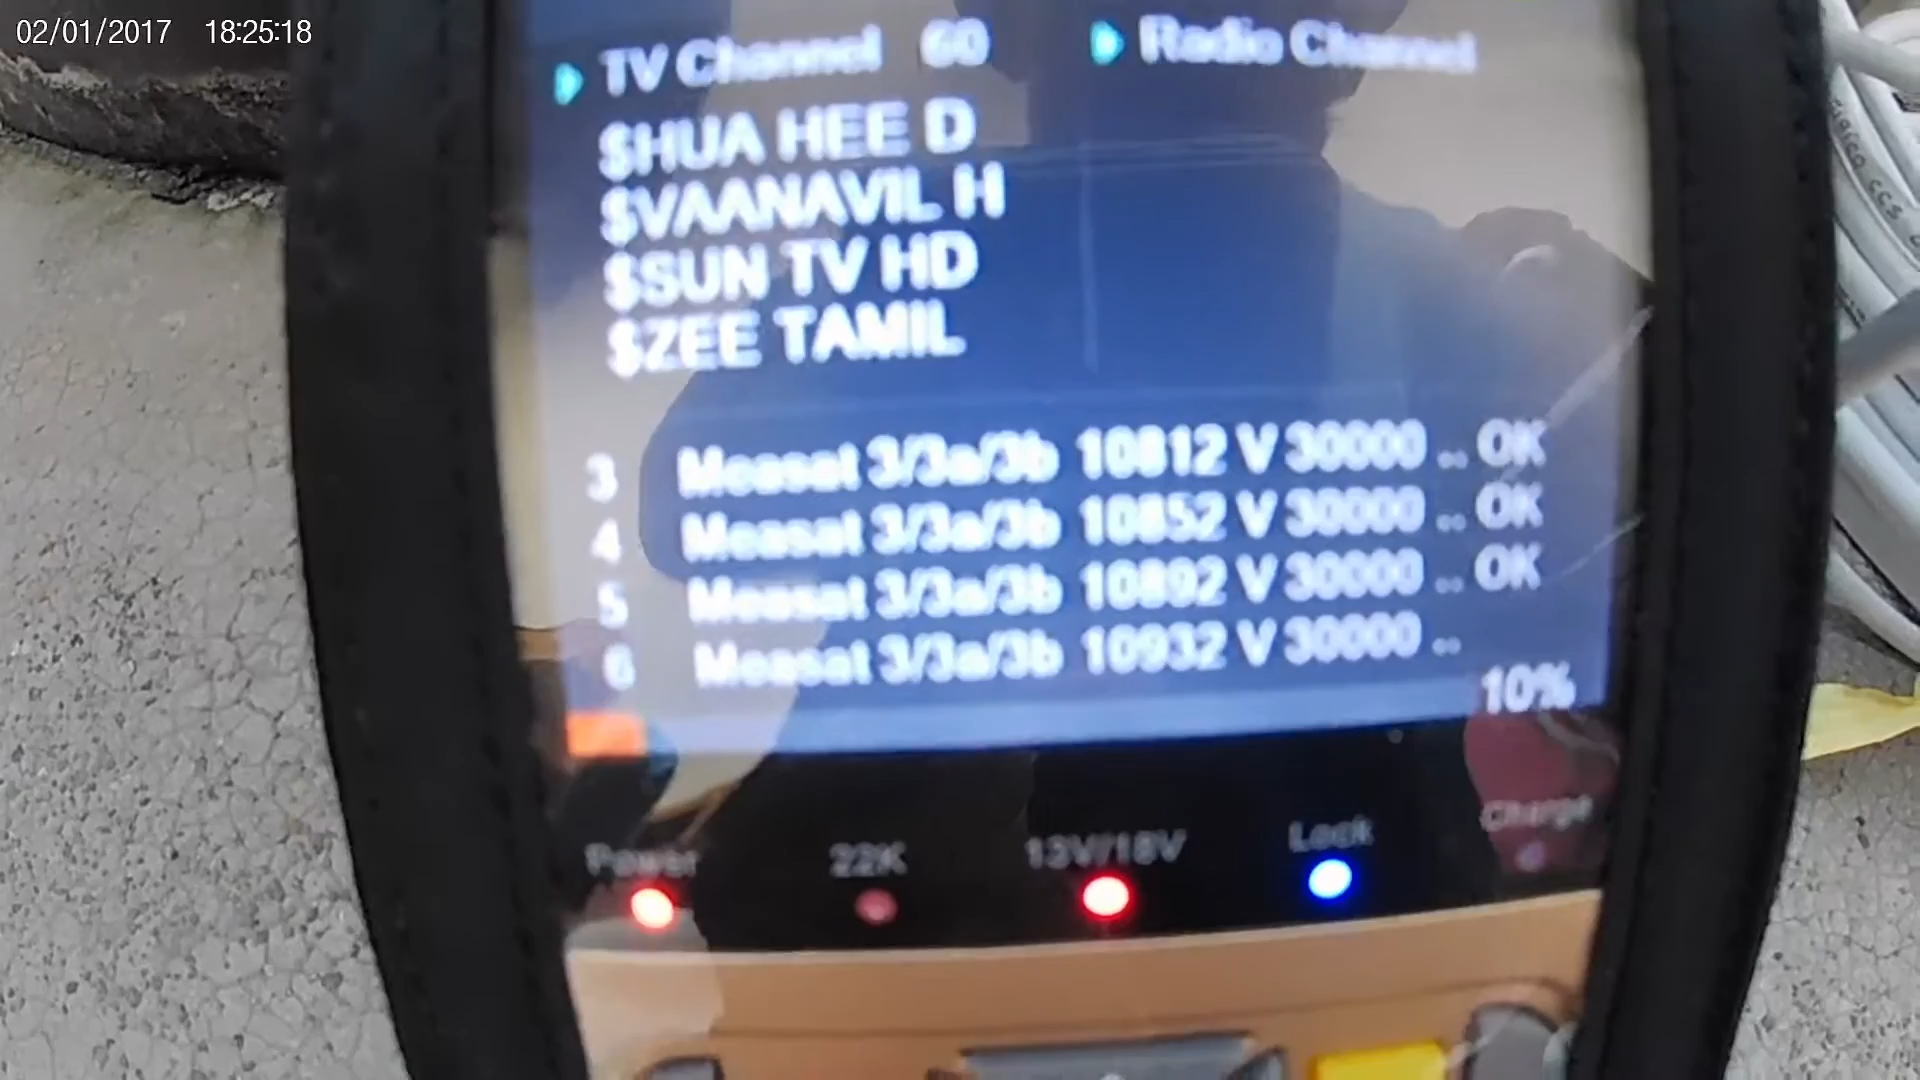 02/01/2017 18:25:18
TV Channel 60 Radio Channel
$HUA HEE D
$VAANAVIL H
$SUN TV HD
$ZEE TAMIL
3 Measat 3/3a/3b 10812 V 30000 .. OK
4 Measat 3/3a/3b 10852 V 30000 .. OK
5 Measat 3/3a/3b 10892 V 30000 .. OK
6 Measat 3/3a/3b 10932 V 30000 ..
10%
Power 22K 13V/18V Lock Charge